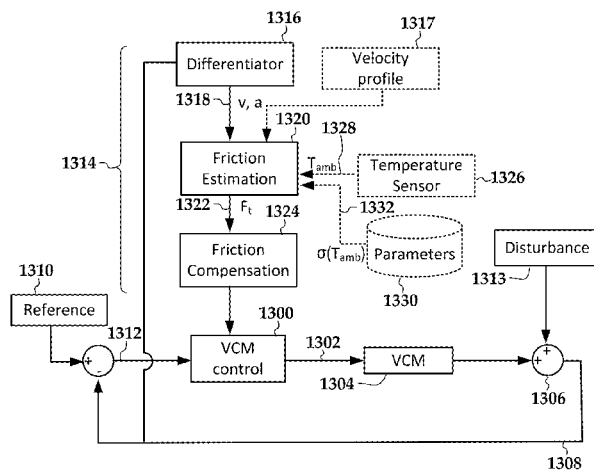 1316
1317
Differentiator
Velocity
profile
1318
v, a
1320
1328
1314
Friction
Estimation
Tamb
Temperature
Sensor
1326
1332
1322
Ft
1324
Friction
Compensation
σ(Tamb)
Parameters
1330
Disturbance
1313
1310
Reference
1312
1300
VCM
control
1302
VCM
1304
+
-
+
+
1306
1308